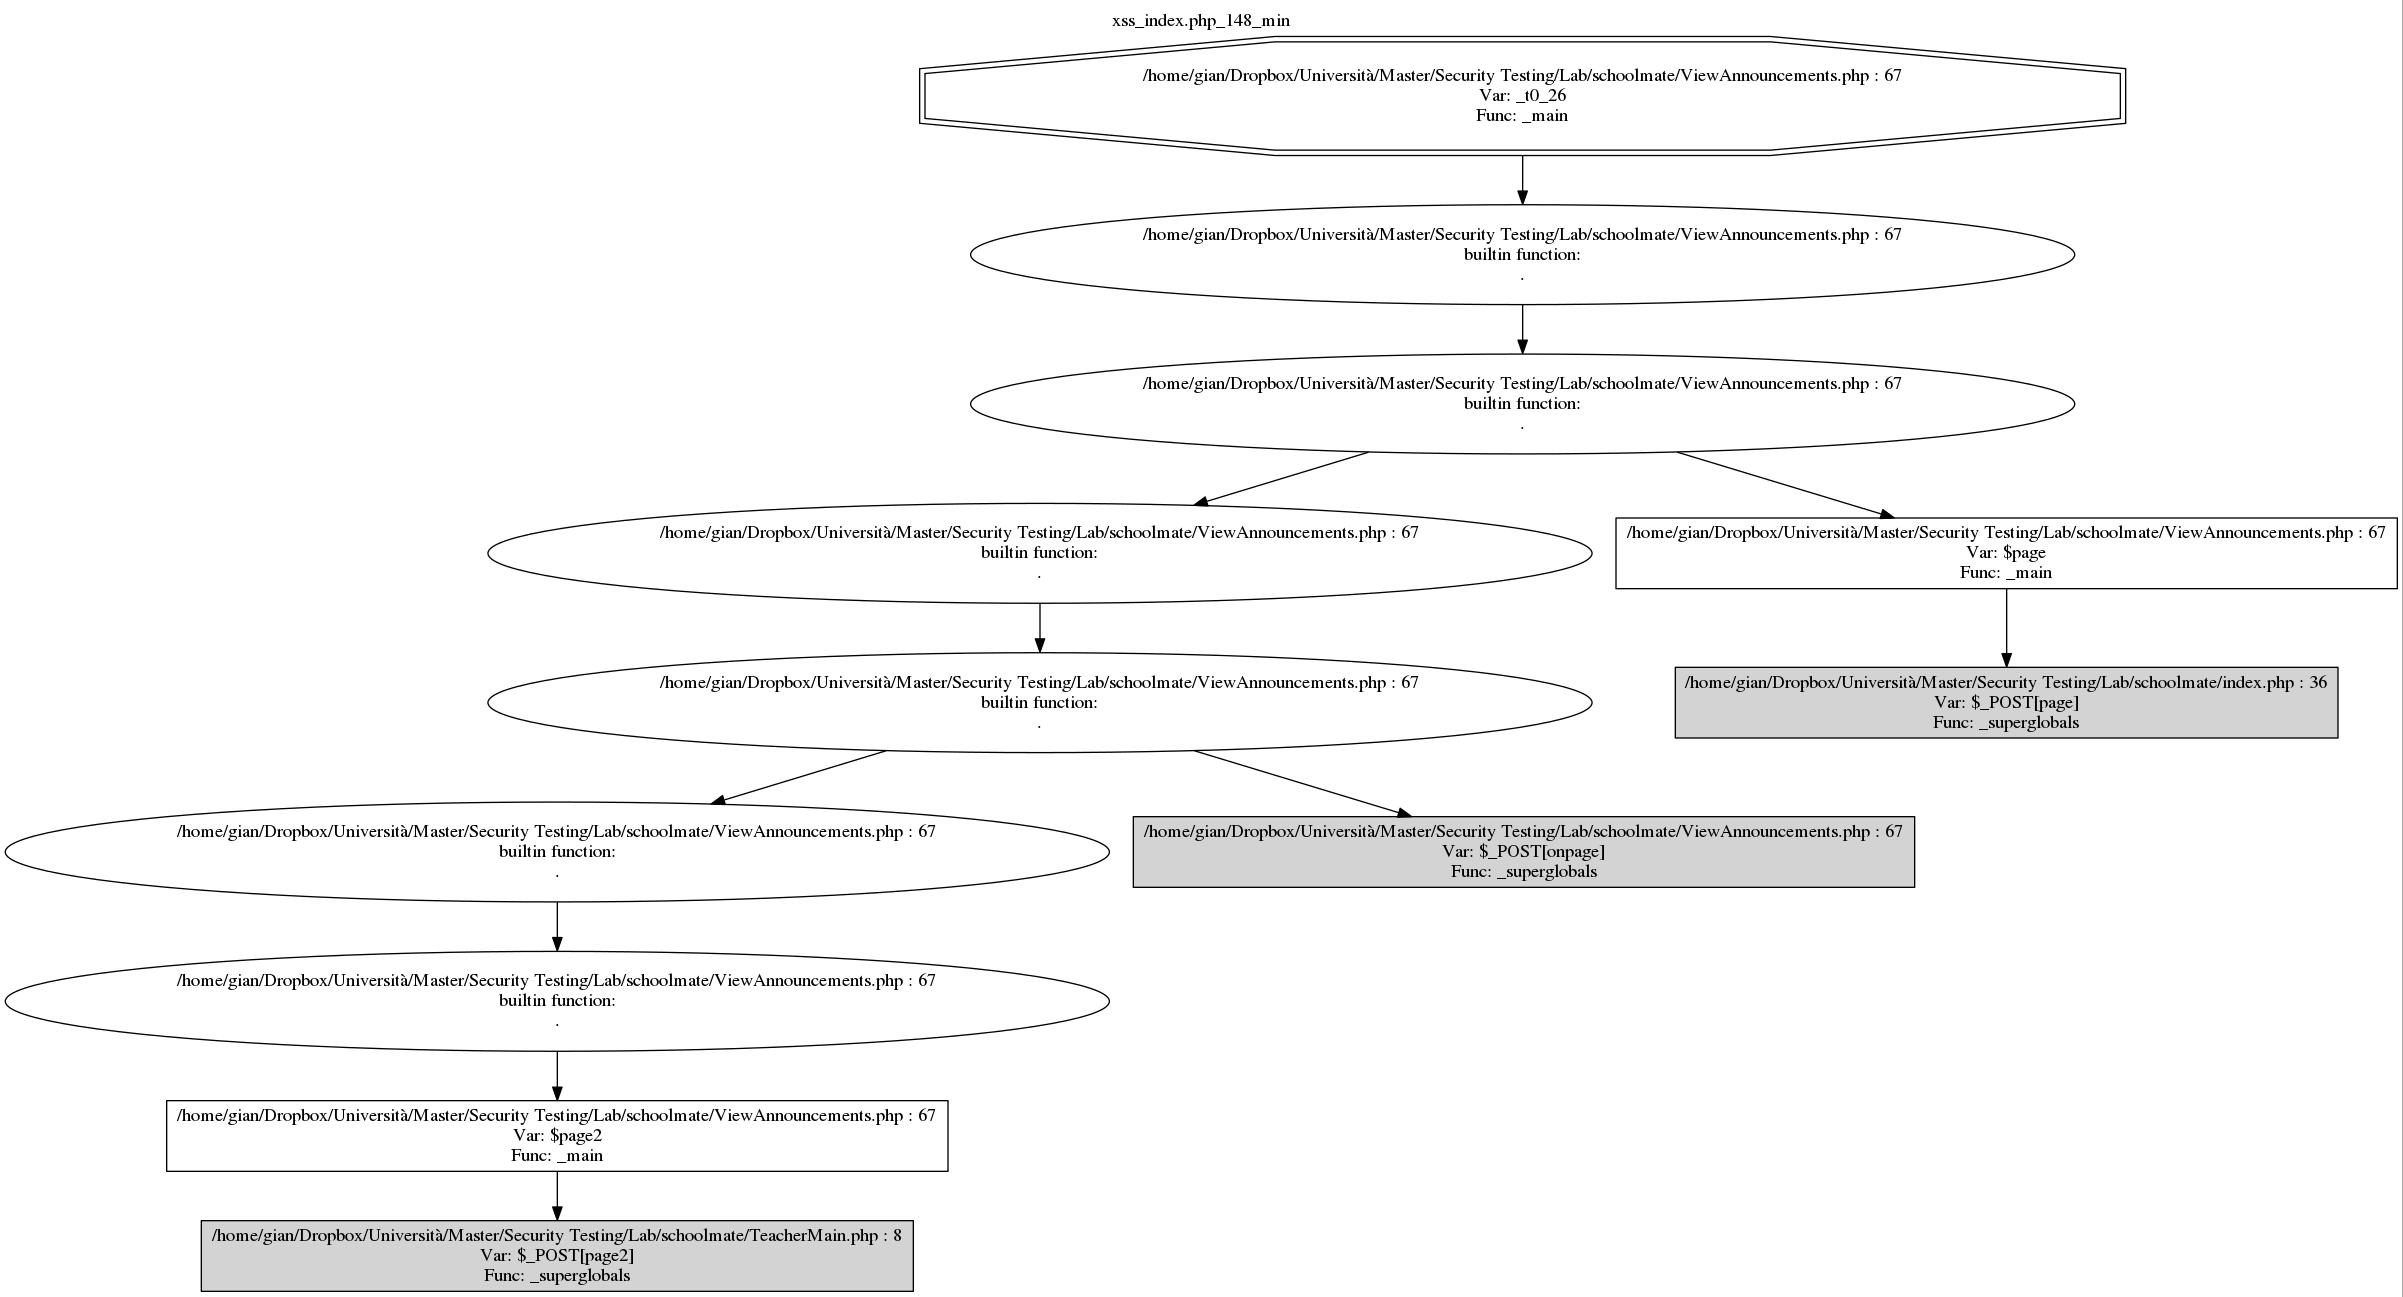 xss_index.php_148_min
/home/gian/Dropbox/Università/Master/Security Testing/Lab/schoolmate/ViewAnnouncements.php : 67
Var: _t0_26
Func: _main
/home/gian/Dropbox/Università/Master/Security Testing/Lab/schoolmate/ViewAnnouncements.php : 67
builtin function:
.
/home/gian/Dropbox/Università/Master/Security Testing/Lab/schoolmate/ViewAnnouncements.php : 67
builtin function:
.
/home/gian/Dropbox/Università/Master/Security Testing/Lab/schoolmate/ViewAnnouncements.php : 67
builtin function:
.
/home/gian/Dropbox/Università/Master/Security Testing/Lab/schoolmate/ViewAnnouncements.php : 67
Var: $page
Func: _main
/home/gian/Dropbox/Università/Master/Security Testing/Lab/schoolmate/ViewAnnouncements.php : 67
builtin function:
.
/home/gian/Dropbox/Università/Master/Security Testing/Lab/schoolmate/index.php : 36
Var: $_POST[page]
Func: _superglobals
/home/gian/Dropbox/Università/Master/Security Testing/Lab/schoolmate/ViewAnnouncements.php : 67
builtin function:
.
/home/gian/Dropbox/Università/Master/Security Testing/Lab/schoolmate/ViewAnnouncements.php : 67
Var: $_POST[onpage]
Func: _superglobals
/home/gian/Dropbox/Università/Master/Security Testing/Lab/schoolmate/ViewAnnouncements.php : 67
builtin function:
.
/home/gian/Dropbox/Università/Master/Security Testing/Lab/schoolmate/ViewAnnouncements.php : 67
Var: $page2
Func: _main
/home/gian/Dropbox/Università/Master/Security Testing/Lab/schoolmate/TeacherMain.php : 8
Var: $_POST[page2]
Func: _superglobals